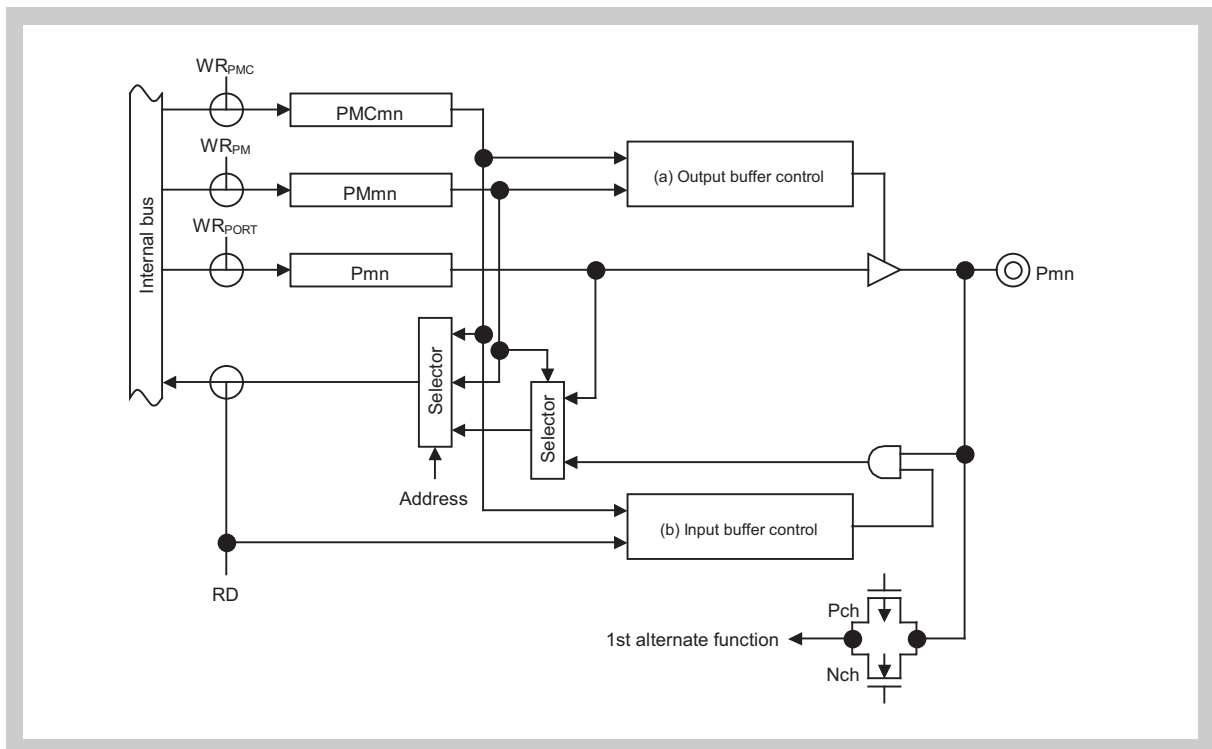 WRPMC
PMCmn
WRPM
(a) Output buffer control
PMmn
Internal bus
WRPORT
Pmn
Pmn
Selector
Selector
Address
(b) Input buffer control
RD
Pch
1st alternate function
Nch